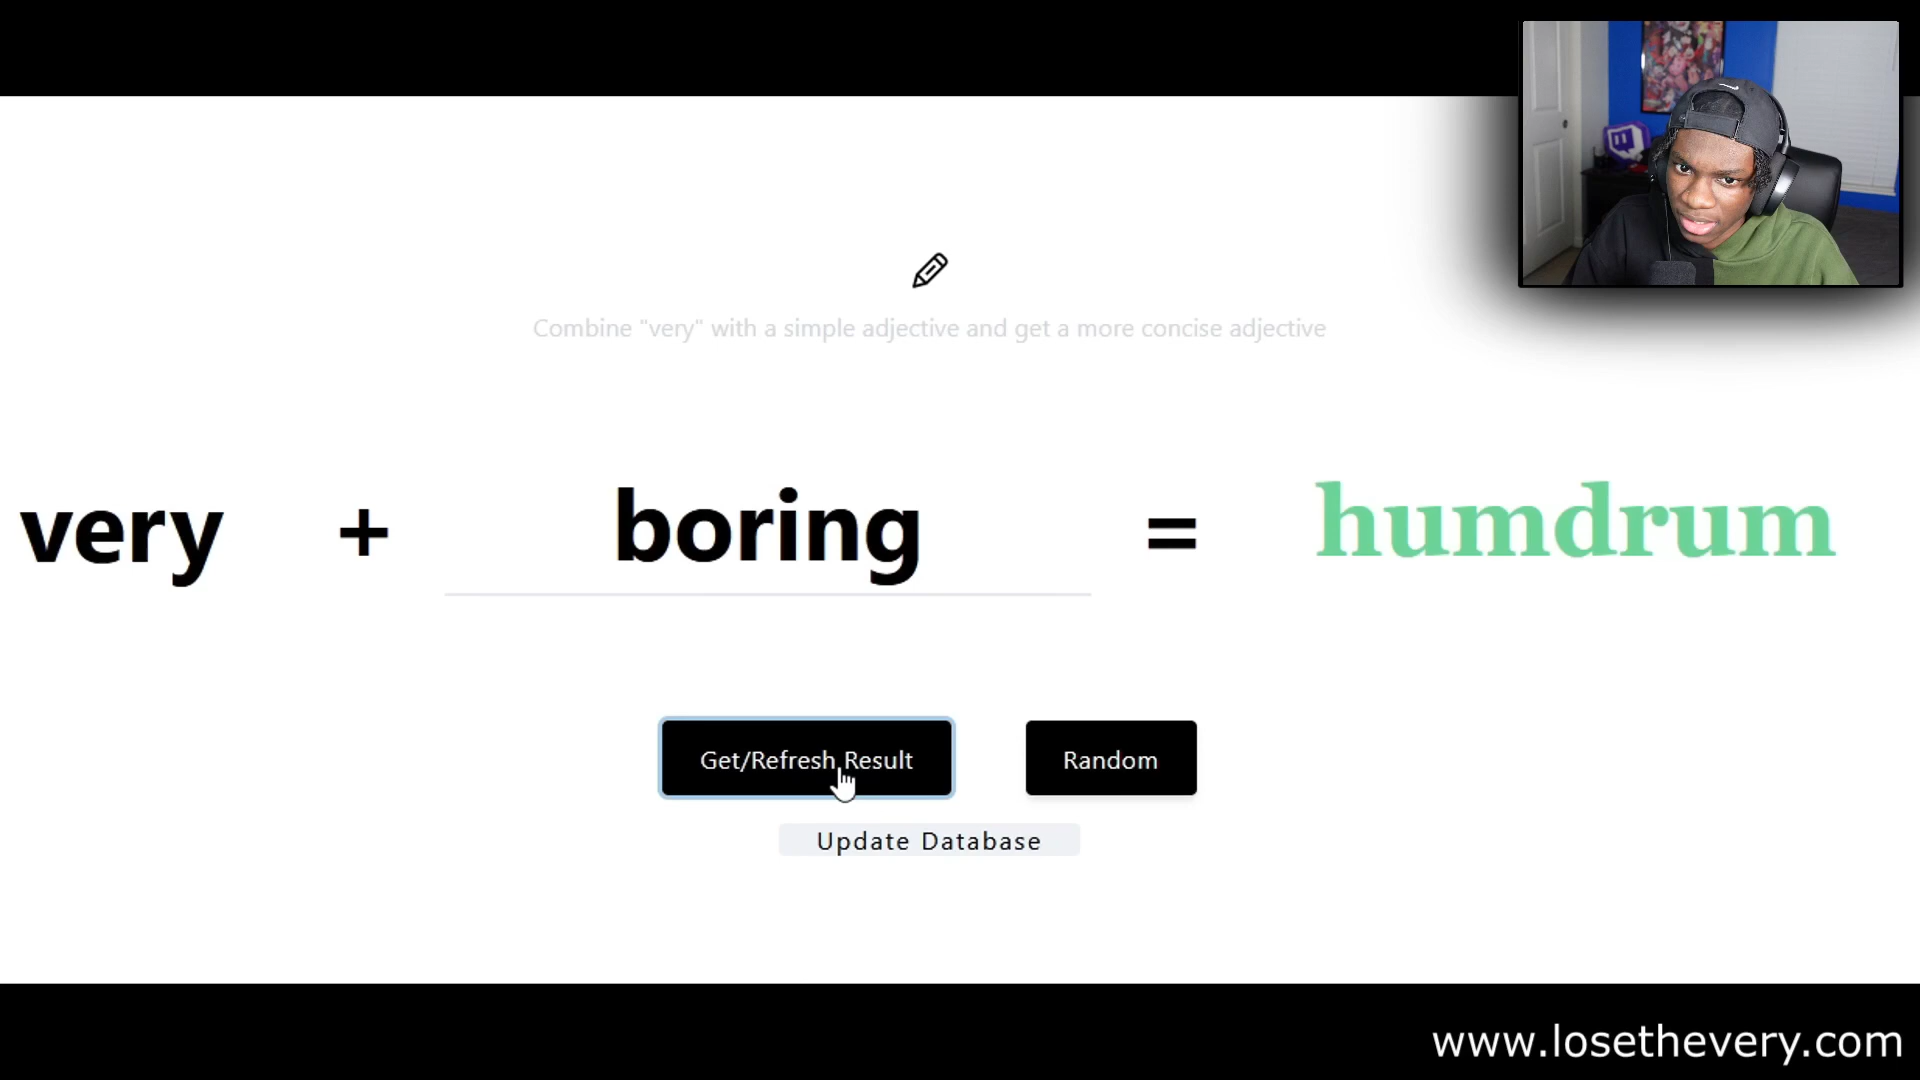 Combine "very" with a simple adjective and get a more concise adjective
very + boring = humdrum
Get/Refresh Result Random
Update Database
www.losethevery.com